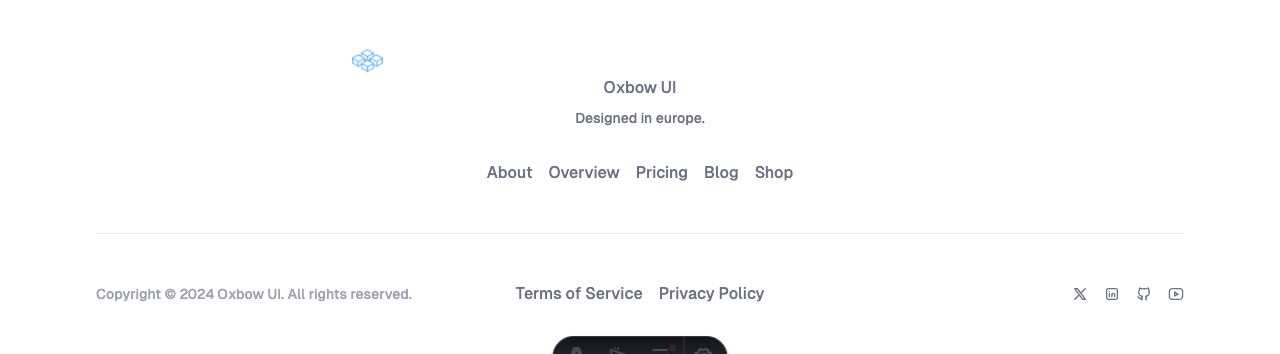 Oxbow UI
Designed in europe.
About Overview Pricing Blog Shop
Copyright © 2024 Oxbow UI. All rights reserved. Terms of Service Privacy Policy